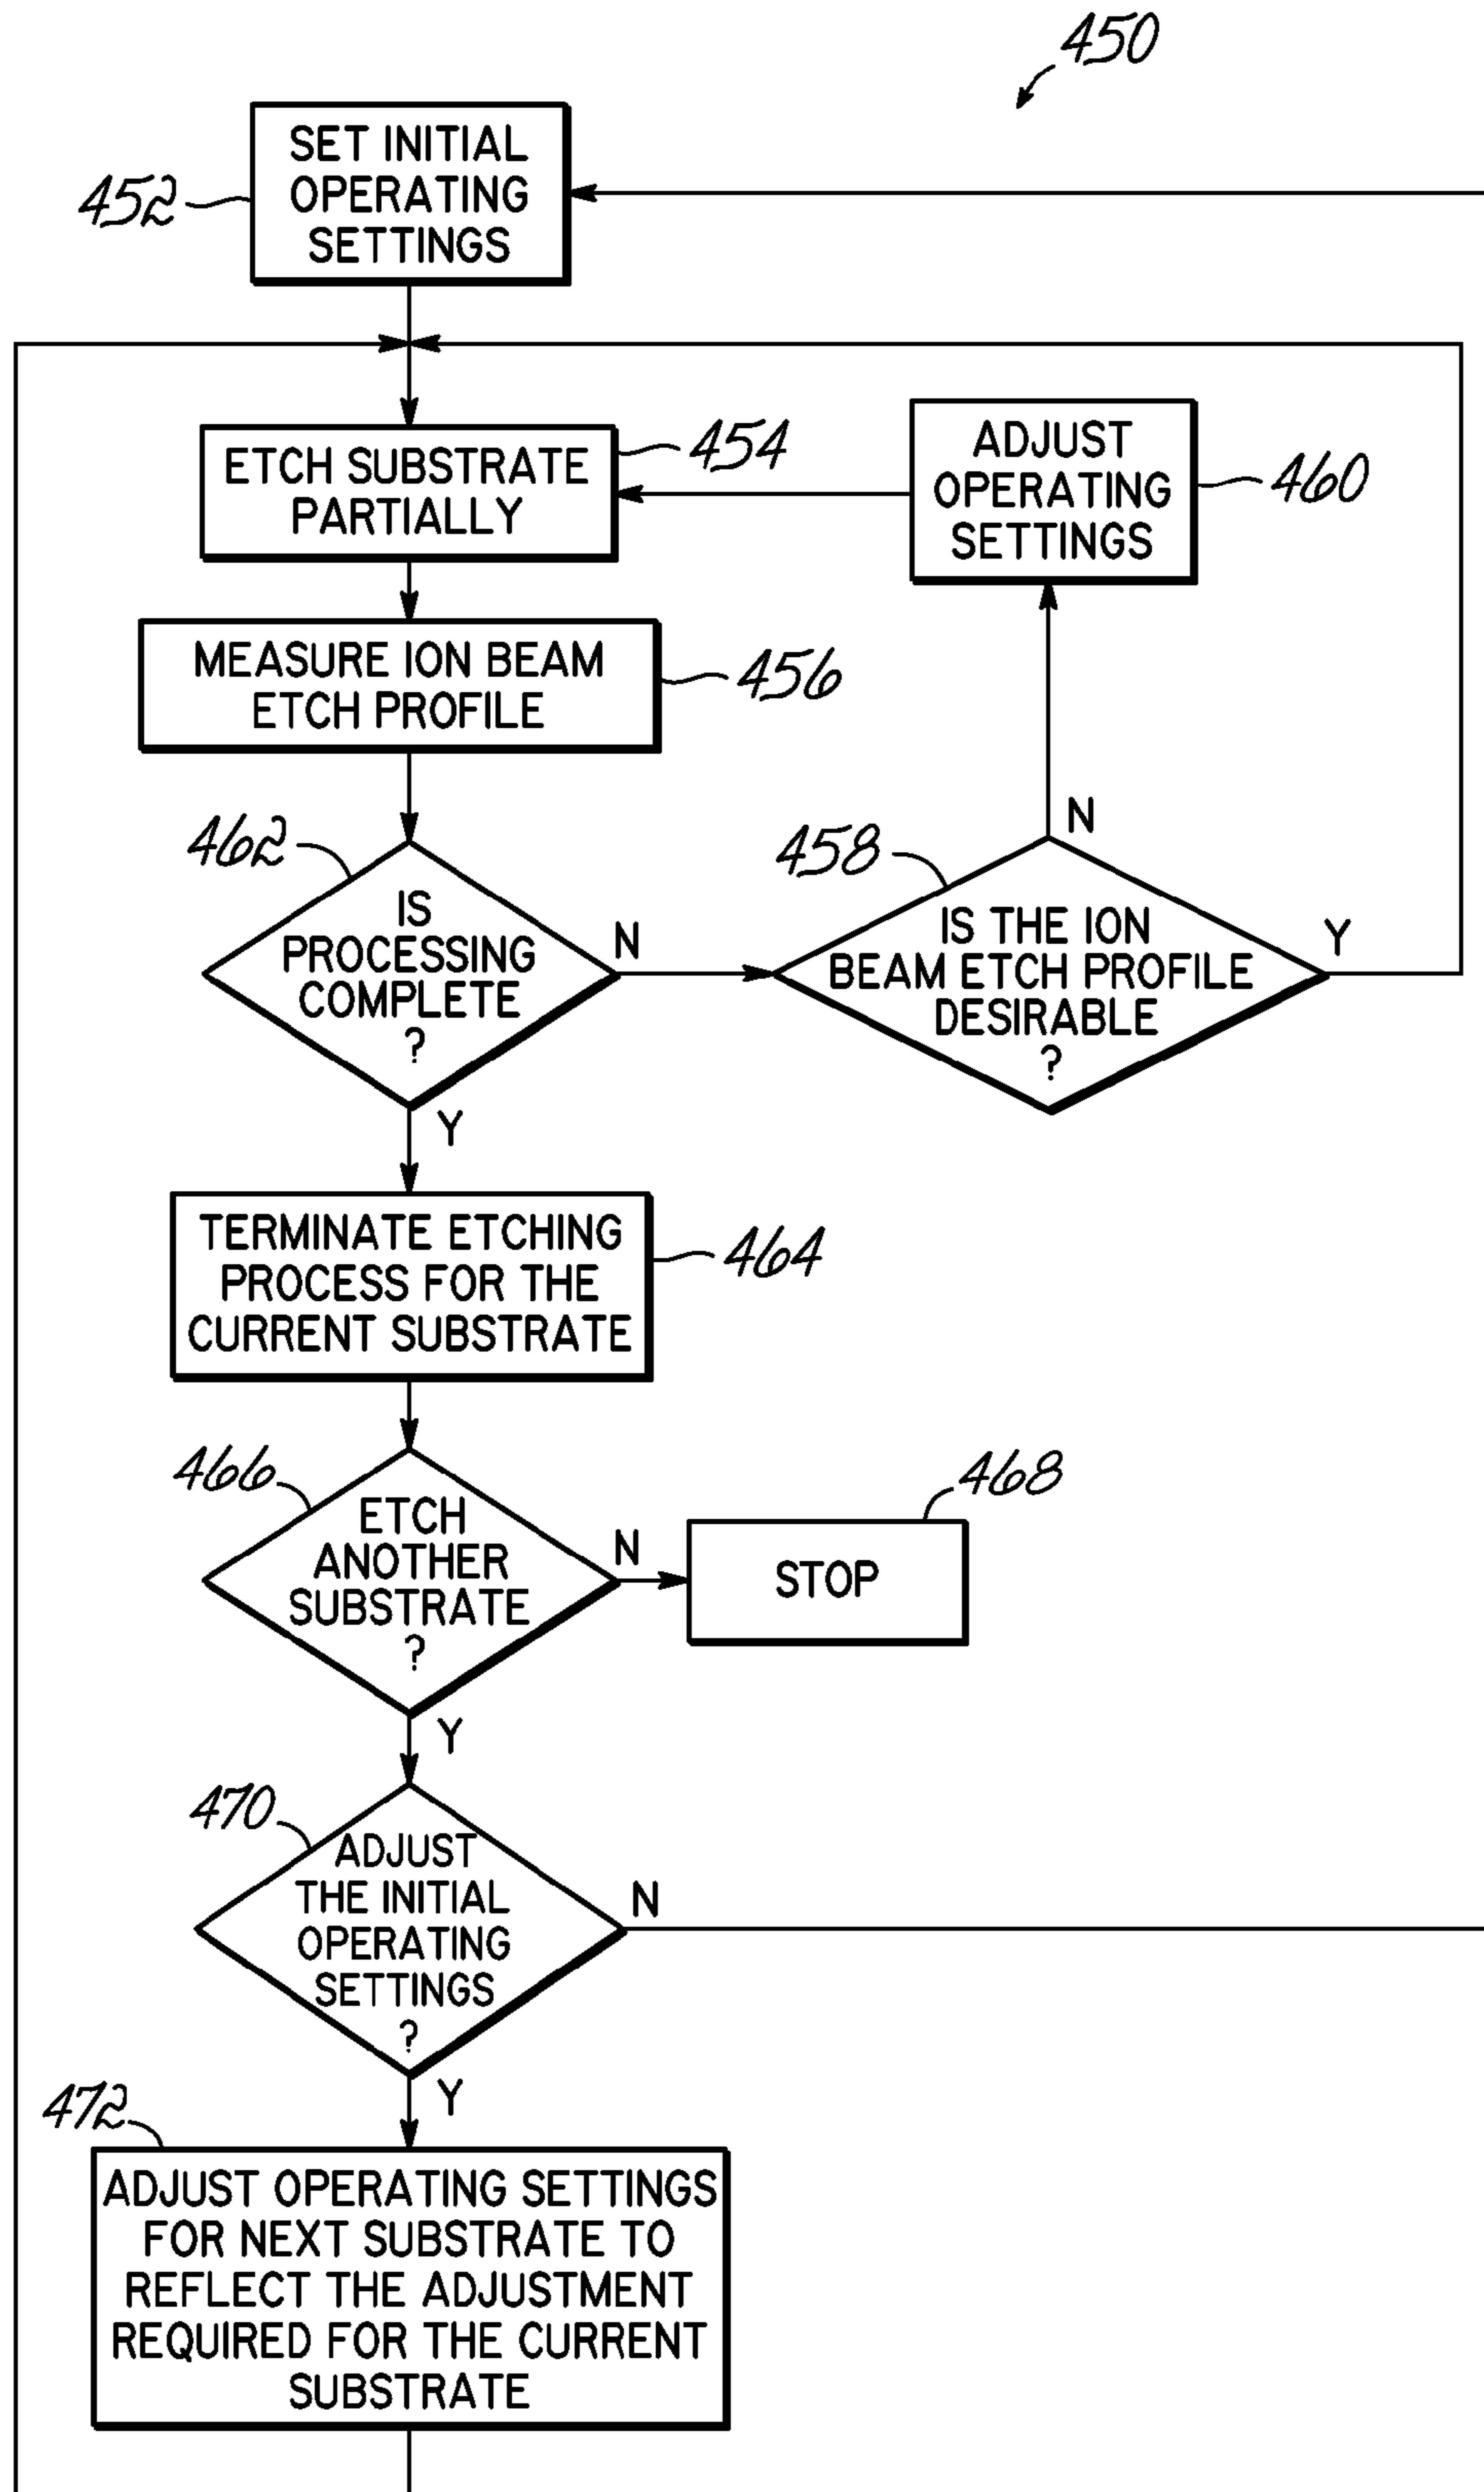 450
SET INITIAL
OPERATING
SETTINGS
452
ETCH SUBSTRATE
PARTIALLY
454
ADJUST
OPERATING
SETTINGS
460
MEASURE ION BEAM
ETCH PROFILE
456
462
IS
PROCESSING
COMPLETE
?
N
Y
458
IS THE ION
BEAM ETCH PROFILE
DESIRABLE
?
N
Y
TERMINATE ETCHING
PROCESS FOR THE
CURRENT SUBSTRATE
464
466
ETCH
ANOTHER
SUBSTRATE
?
N
Y
468
STOP
470
ADJUST
THE INITIAL
OPERATING
SETTINGS
?
N
Y
472
ADJUST OPERATING SETTINGS
FOR NEXT SUBSTRATE TO
REFLECT THE ADJUSTMENT
REQUIRED FOR THE CURRENT
SUBSTRATE